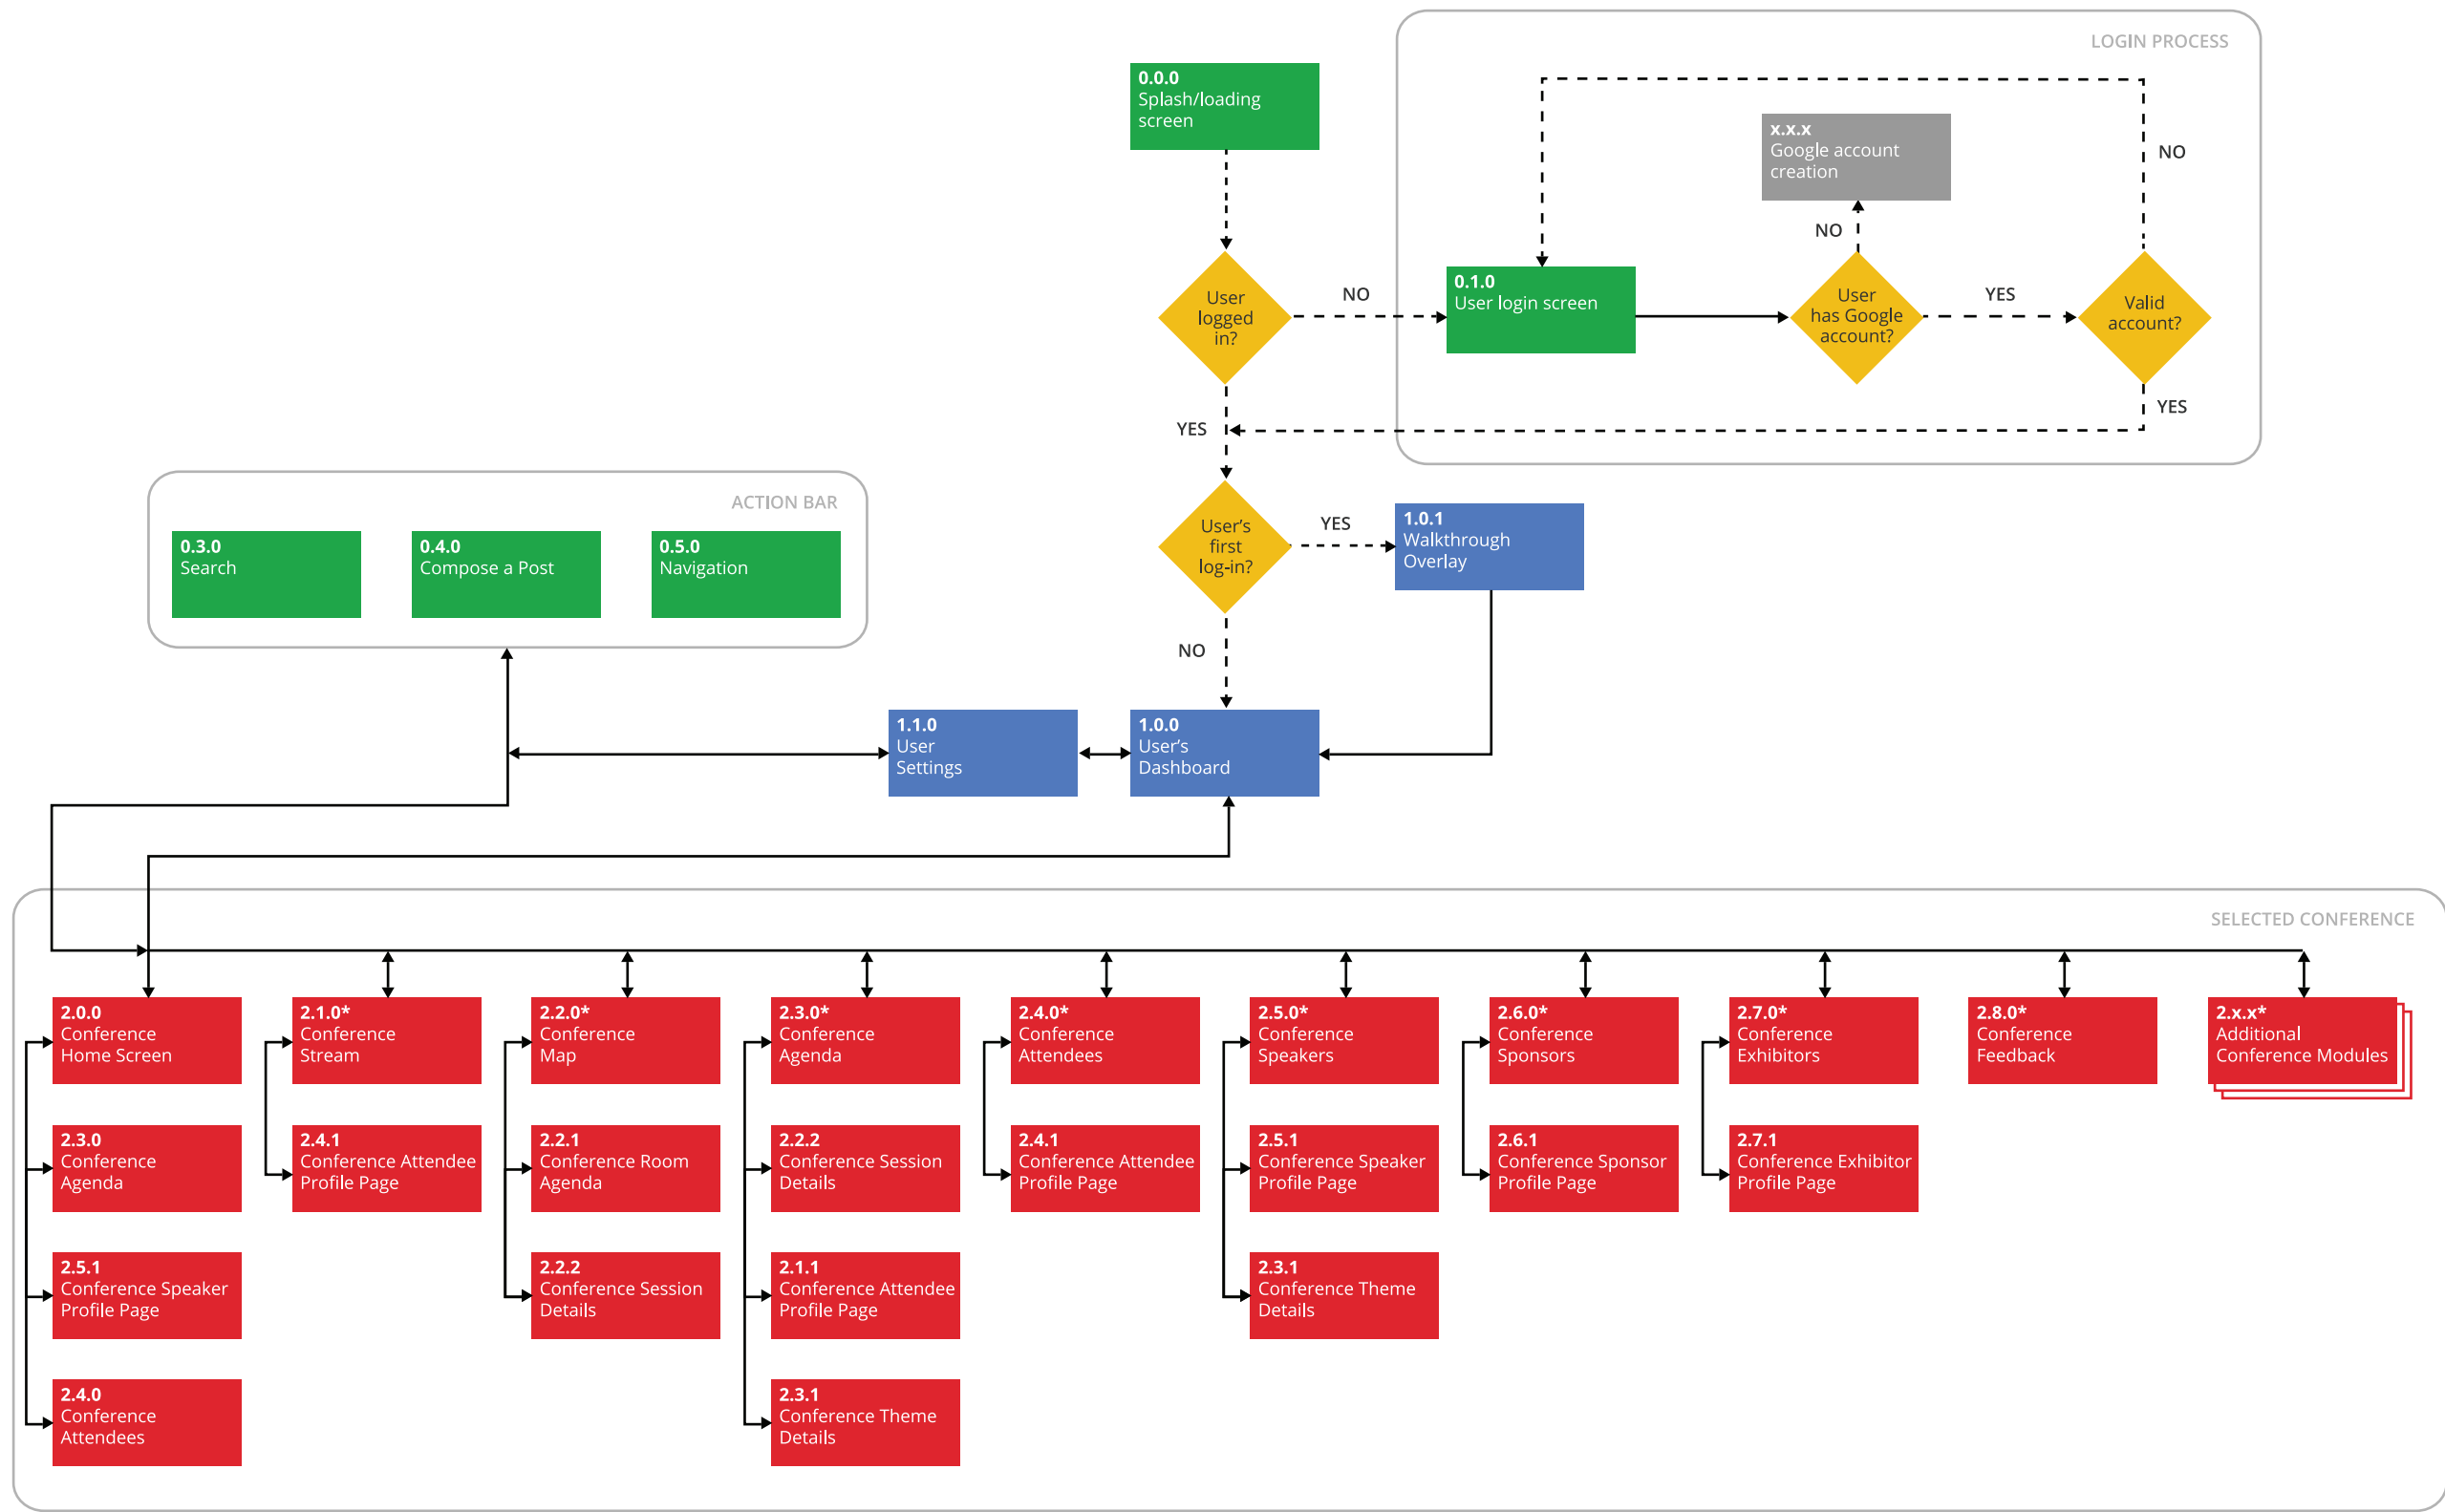 LOGIN PROCESS
0.0.0
Splash/loading
screen
x.x.x
Google account
creation
NO
NO
User
logged
in?
NO
0.1.0
User login screen
User
has Google
account?
YES
Valid
account?
YES
YES
ACTION BAR
0.3.0
Search
0.4.0
Compose a Post
0.5.0
Navigation
User's
first
log-in?
YES
1.0.1
Walkthrough
Overlay
NO
1.1.0
User
Settings
1.0.0
User's
Dashboard
SELECTED CONFERENCE
2.0.0
Conference
Home Screen
2.1.0*
Conference
Stream
2.2.0*
Conference
Map
2.3.0*
Conference
Agenda
2.4.0*
Conference
Attendees
2.5.0*
Conference
Speakers
2.6.0*
Conference
Sponsors
2.7.0*
Conference
Exhibitors
2.8.0*
Conference
Feedback
2.x.x*
Additional
Conference Modules
2.3.0
Conference
Agenda
2.4.1
Conference Attendee
Profile Page
2.2.1
Conference Room
Agenda
2.2.2
Conference Session
Details
2.4.1
Conference Attendee
Profile Page
2.5.1
Conference Speaker
Profile Page
2.6.1
Conference Sponsor
Profile Page
2.7.1
Conference Exhibitor
Profile Page
2.5.1
Conference Speaker
Profile Page
2.2.2
Conference Session
Details
2.1.1
Conference Attendee
Profile Page
2.3.1
Conference Theme
Details
2.4.0
Conference
Attendees
2.3.1
Conference Theme
Details